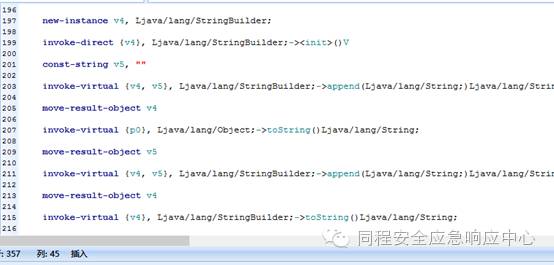 196
197 new-instance v4, Ljava/lang/StringBuilder;
198
199 invoke-direct {v4}, Ljava/lang/StringBuilder;-><init>()V
200
201 const-string v5, ""
202
203 invoke-virtual {v4, v5}, Ljava/lang/StringBuilder;->append(Ljava/lang/String;)Ljava/lang/Strin
204
205 move-result-object v4
206
207 invoke-virtual {p0}, Ljava/lang/Object;->toString()Ljava/lang/String;
208
209 move-result-object v5
210
211 invoke-virtual {v4, v5}, Ljava/lang/StringBuilder;->append(Ljava/lang/String;)Ljava/lang/Strin
212
213 move-result-object v4
214
215 invoke-virtual {v4}, Ljava/lang/StringBuilder;->toString()Ljava/lang/String;
216
同程安全应急响应中心
: 357 列: 45 插入